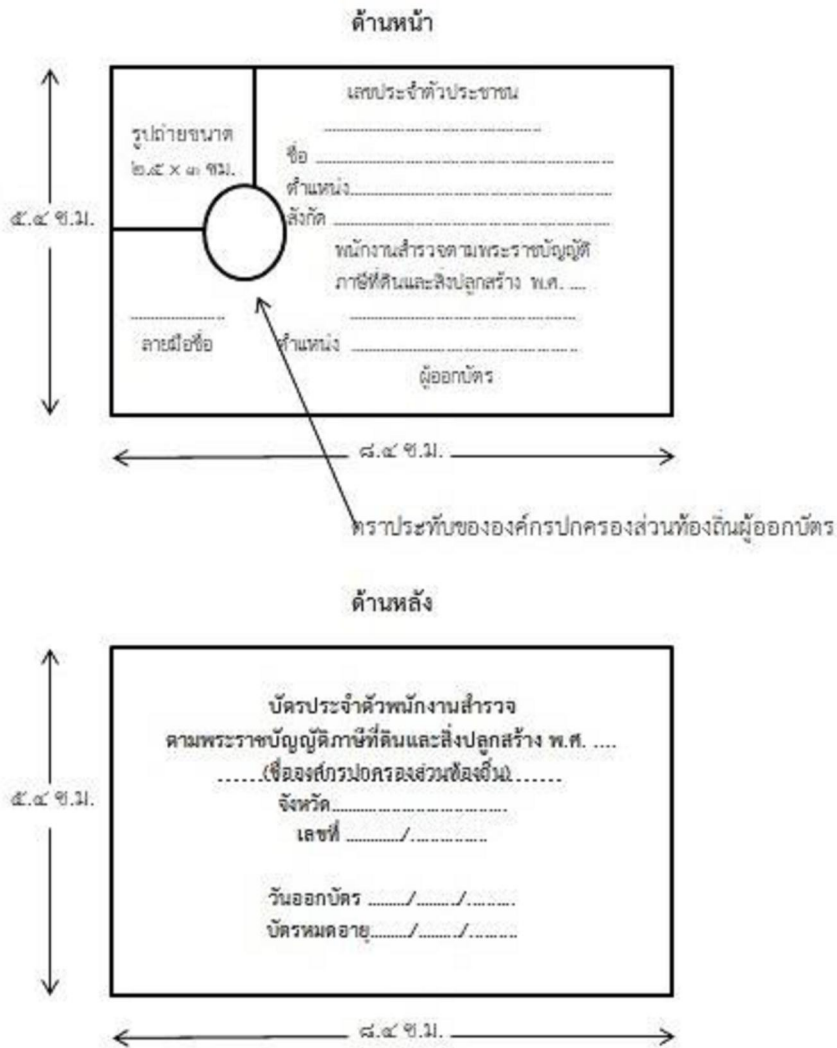 ด้านหน้า
เลขประจำตัวประชาชน
รูปถ่ายขนาด
๒.๕ x ๓ ซม.
ชื่อ
ตำแหน่ง
สังกัด
พนักงานสำรวจตามพระราชบัญญัติ
ภาษีที่ดินและสิ่งปลูกสร้าง พ.ศ. ....
ลายมือชื่อ
ตำแหน่ง
ผู้ออกบัตร
๕.๔ ซ.ม.
๘.๔ ซ.ม.
ตราประทับขององค์กรปกครองส่วนท้องถิ่นผู้ออกบัตร
ด้านหลัง
บัตรประจำตัวพนักงานสำรวจ
ตามพระราชบัญญัติภาษีที่ดินและสิ่งปลูกสร้าง พ.ศ. ....
......(ชื่อองค์กรปกครองส่วนท้องถิ่น)......
จังหวัด..............................
เลขที่ ........../..............
วันออกบัตร ......./......./.........
บัตรหมดอายุ......./......./.........
๕.๔ ซ.ม.
๘.๔ ซ.ม.